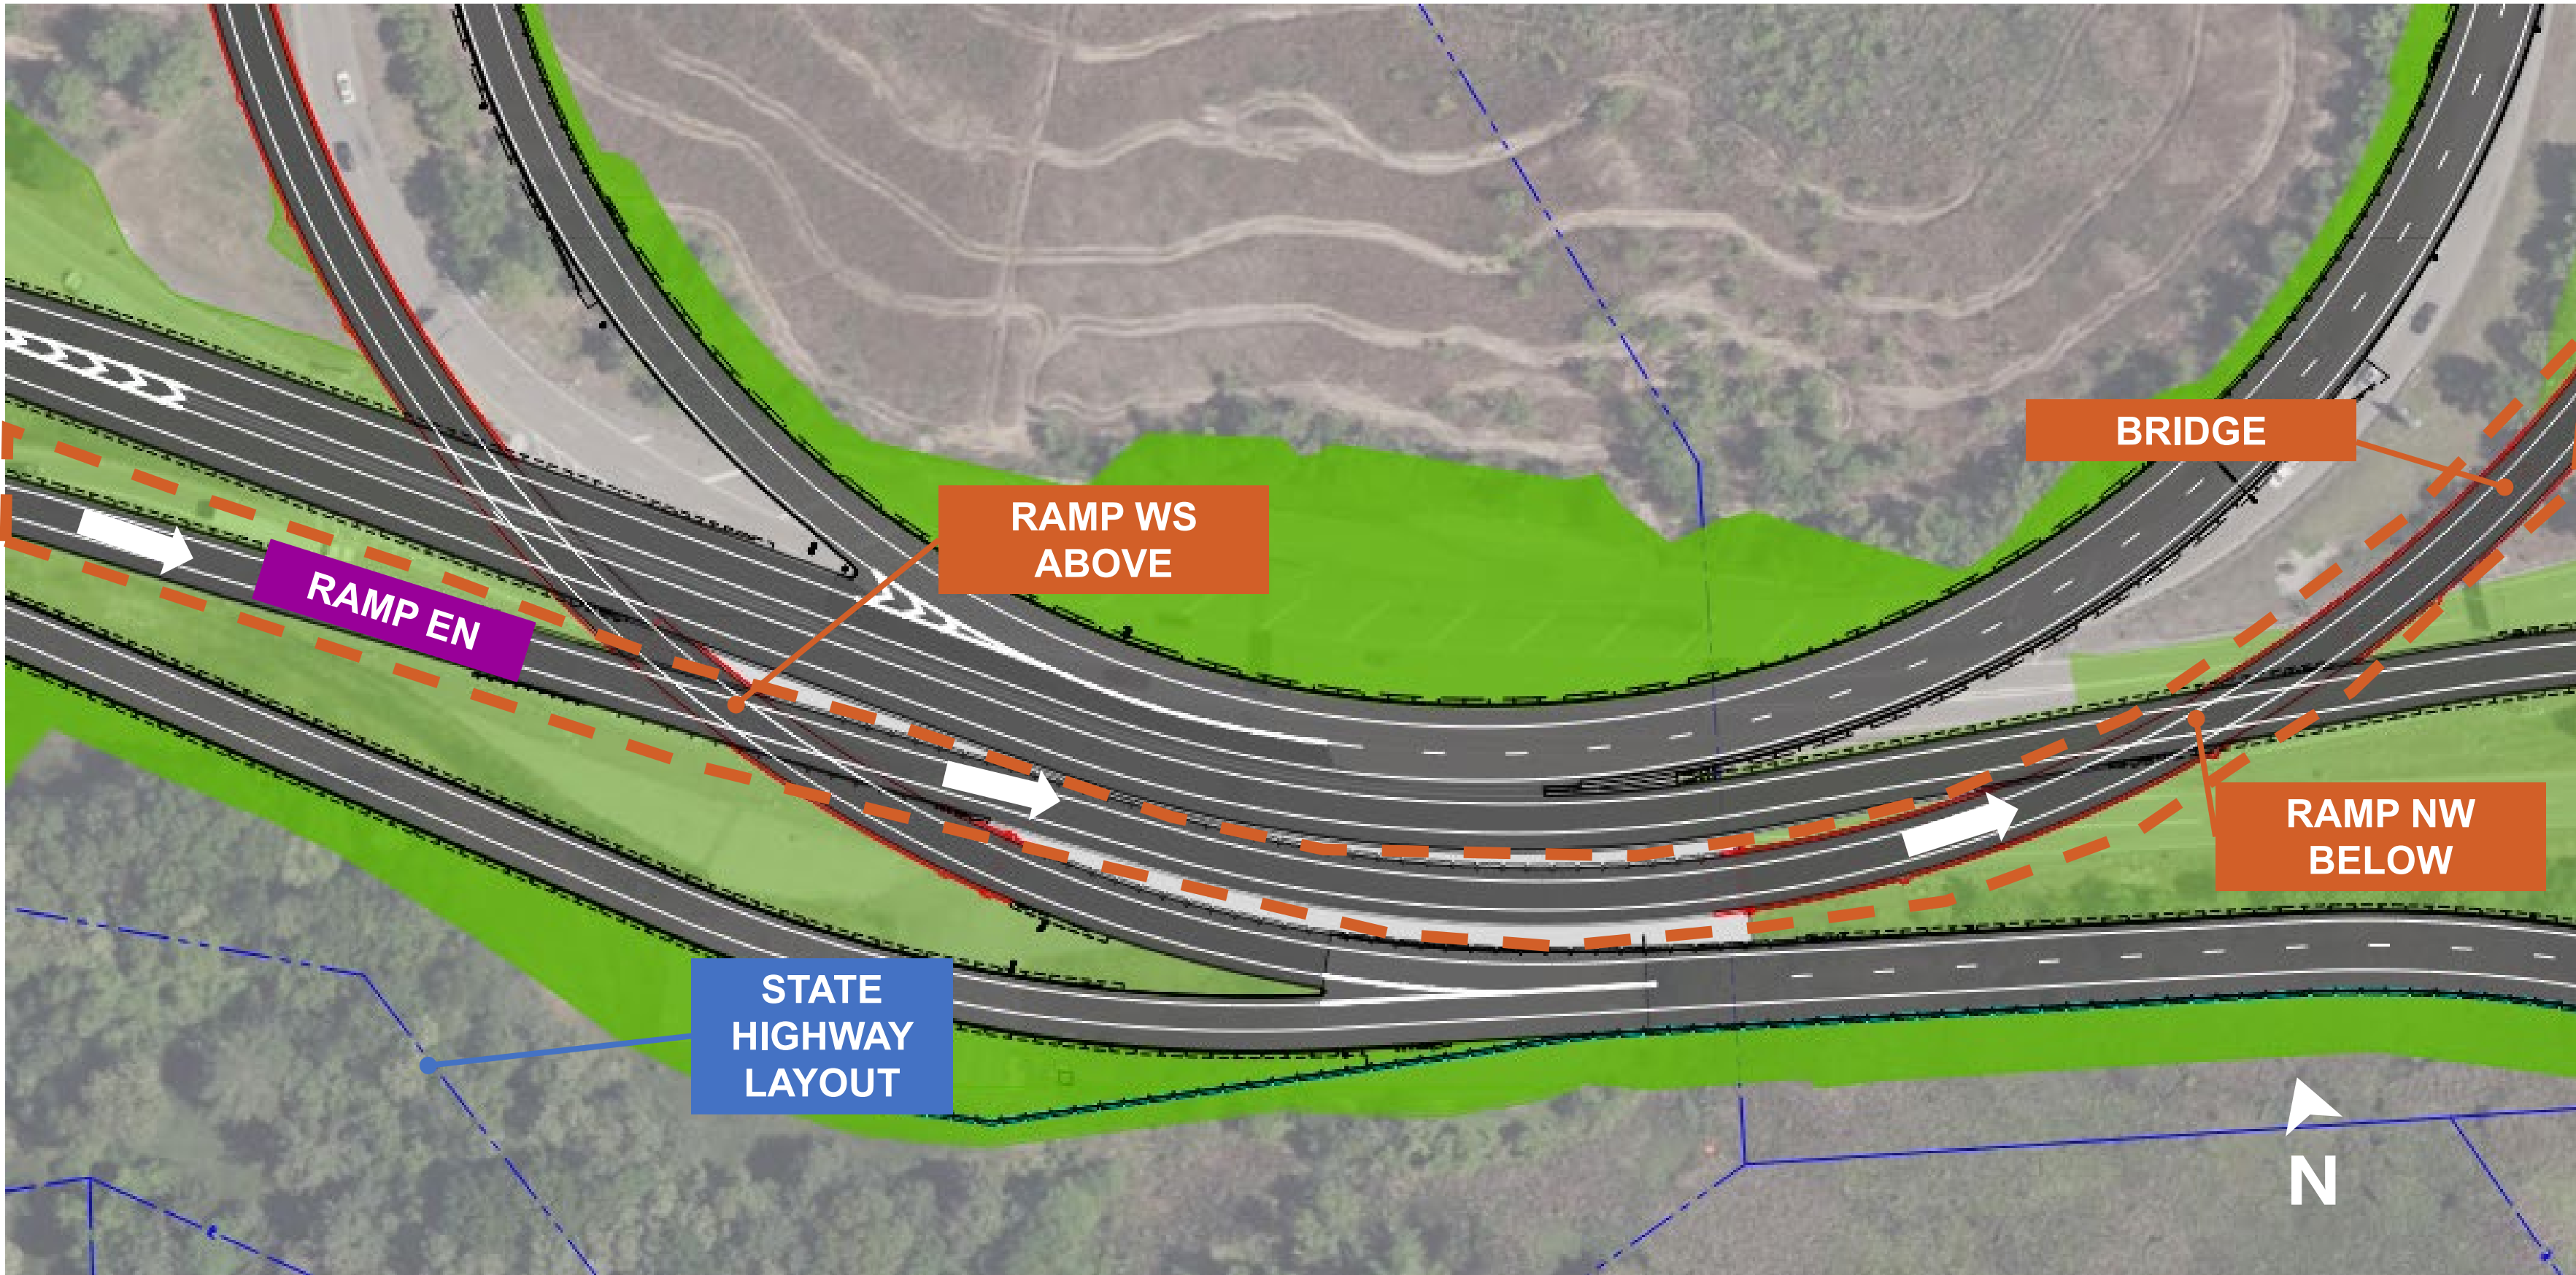 BRIDGE
RAMP WS
ABOVE
RAMP EN
RAMP NW
BELOW
STATE
HIGHWAY
LAYOUT
N